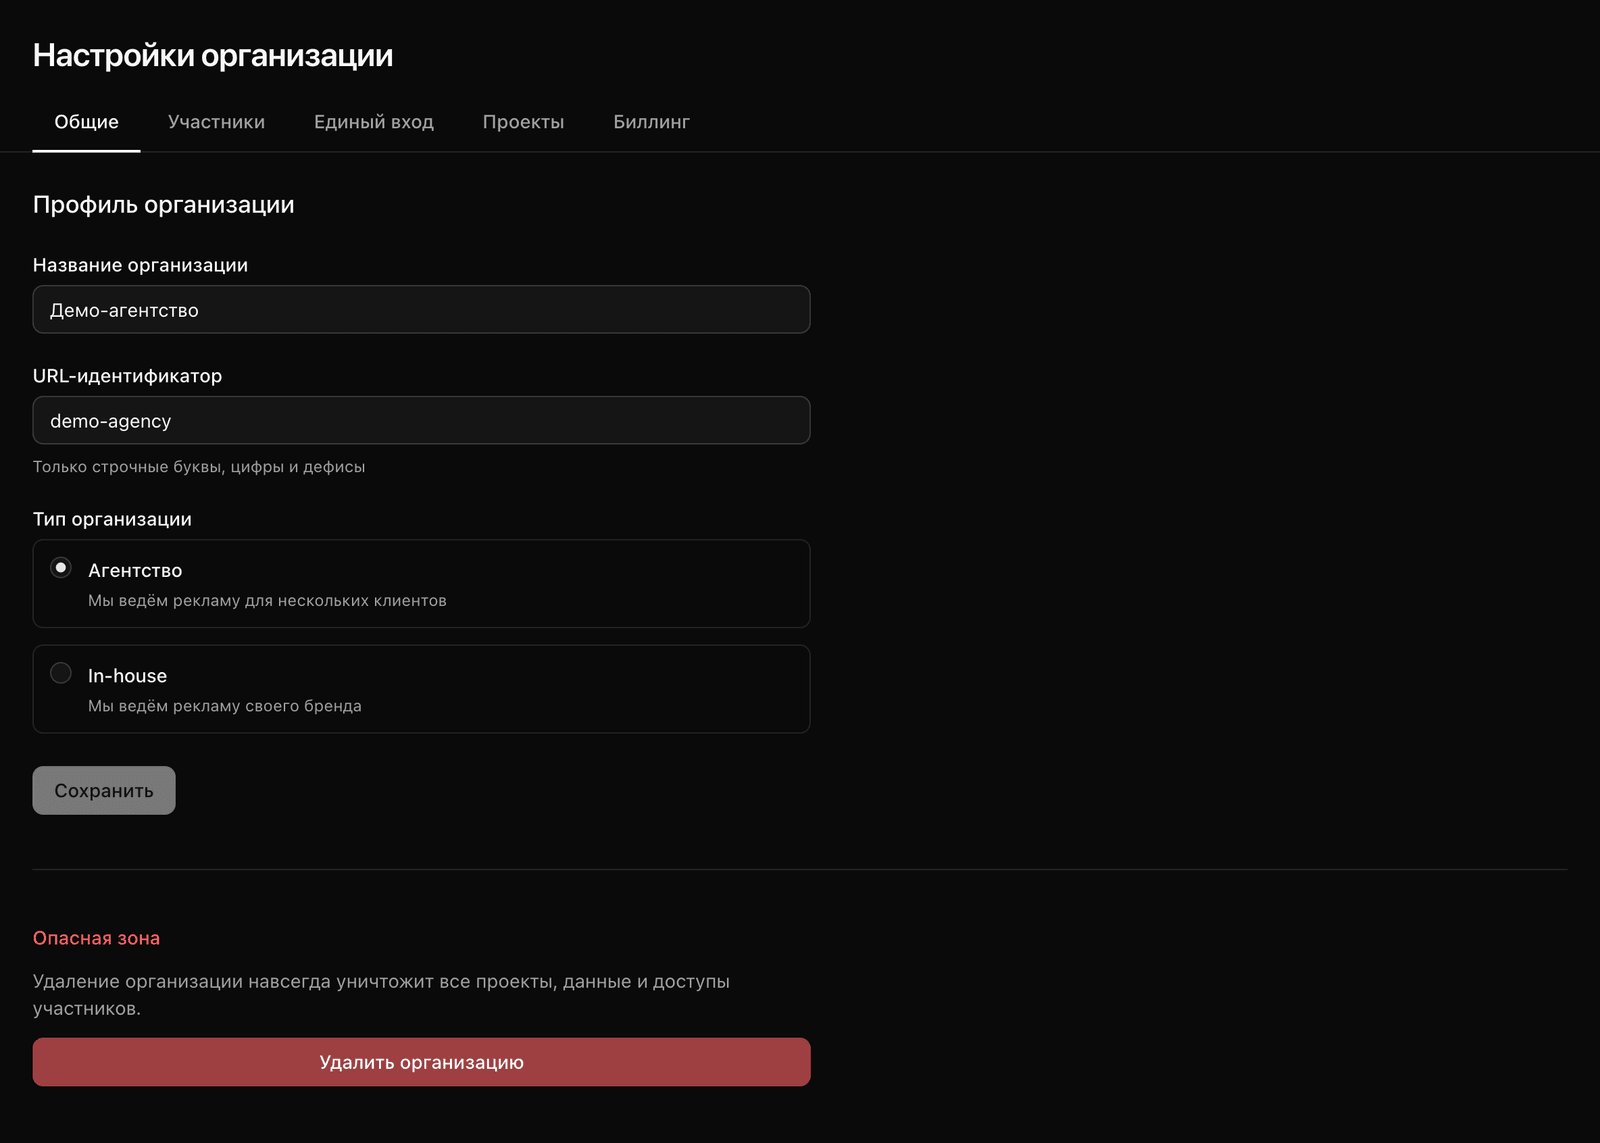 Настройки организации
Общие
Участники
Единый вход
Проекты
Биллинг
Профиль организации
Название организации
Демо-агентство
URL-идентификатор
demo-agency
Только строчные буквы, цифры и дефисы
Тип организации
Агентство
Мы ведём рекламу для нескольких клиентов
In-house
Мы ведём рекламу своего бренда
Сохранить
Опасная зона
Удаление организации навсегда уничтожит все проекты, данные и доступы
участников.
Удалить организацию